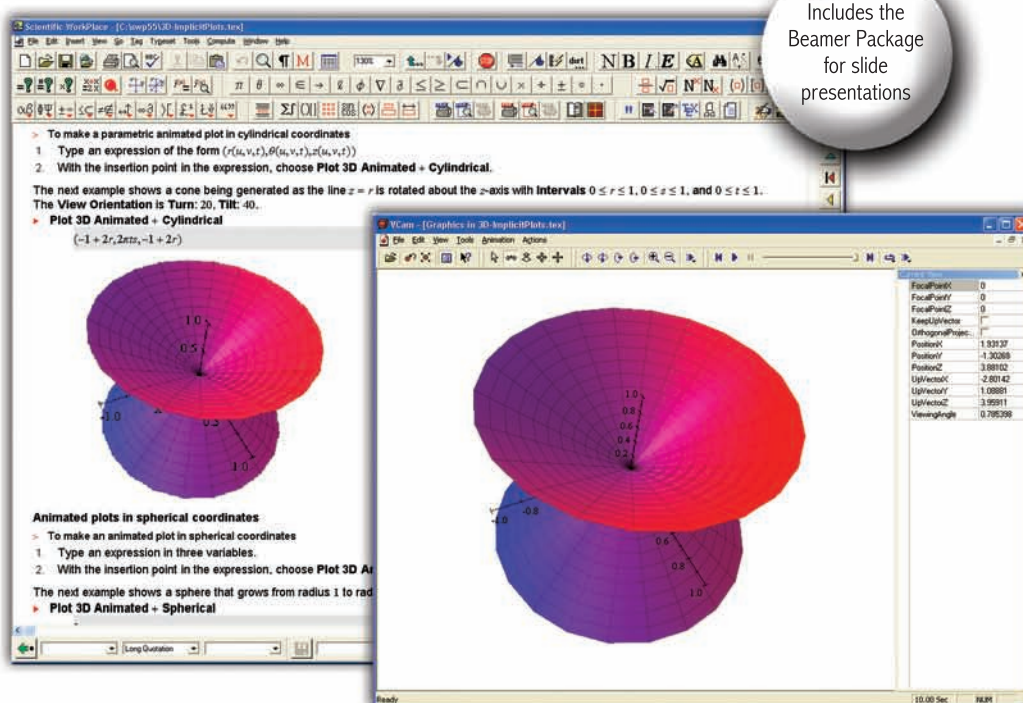 Includes the
Beamer Package
for slide
presentations
Scientific WorkPlace - [C:\swp55\3D-ImplicitPlots.tex]
File Edit Insert View Go Tag Typeset Tools Compute Window Help
130%
N B I E
To make a parametric animated plot in cylindrical coordinates
1. Type an expression of the form (r(u,v,t),θ(u,v,t),z(u,v,t))
2. With the insertion point in the expression, choose Plot 3D Animated + Cylindrical.
The next example shows a cone being generated as the line z = r is rotated about the z-axis with Intervals 0 ≤ r ≤ 1, 0 ≤ s ≤ 1, and 0 ≤ t ≤ 1.
The View Orientation is Turn: 20, Tilt: 40.
Plot 3D Animated + Cylindrical
(-1 + 2r,2πts,-1 + 2r)
1.0
0.5
-1.0
0.5
1.0
Animated plots in spherical coordinates
To make an animated plot in spherical coordinates
1. Type an expression in three variables.
2. With the insertion point in the expression, choose Plot 3D
The next example shows a sphere that grows from radius 1 to
Plot 3D Animated + Spherical
Long Quotation
VCam - [Graphics in 3D-ImplicitPlots.tex]
File Edit View Tools Animation Actions
Current View
FocalPointX 0
FocalPointY 0
FocalPointZ 0
KeepUpVector
OrthogonalProjec...
PositionX 1.93137
PositionY -1.30268
PositionZ 3.88102
UpVectorX -2.80142
UpVectorY 1.08881
UpVectorZ 3.95911
ViewingAngle 0.785398
1.0
0.8
0.6
0.4
0.2
-1.0
-0.8
0.6
0.8
1.0
Ready
10.00 Sec
NUM